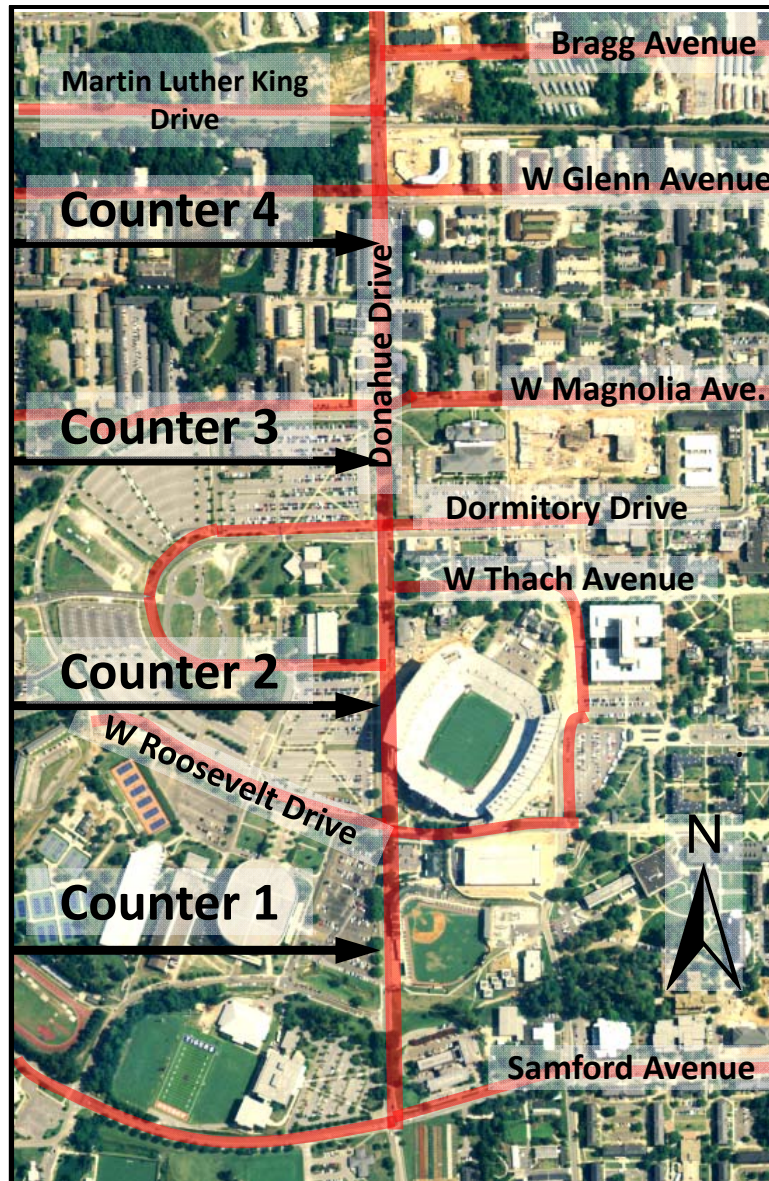 Bragg Avenue
Martin Luther King
Drive
W Glenn Avenue
Counter 4
Donahue Drive
W Magnolia Ave.
Counter 3
Dormitory Drive
W Thach Avenue
Counter 2
W Roosevelt Drive
N
Counter 1
TIGERS
Samford Avenue